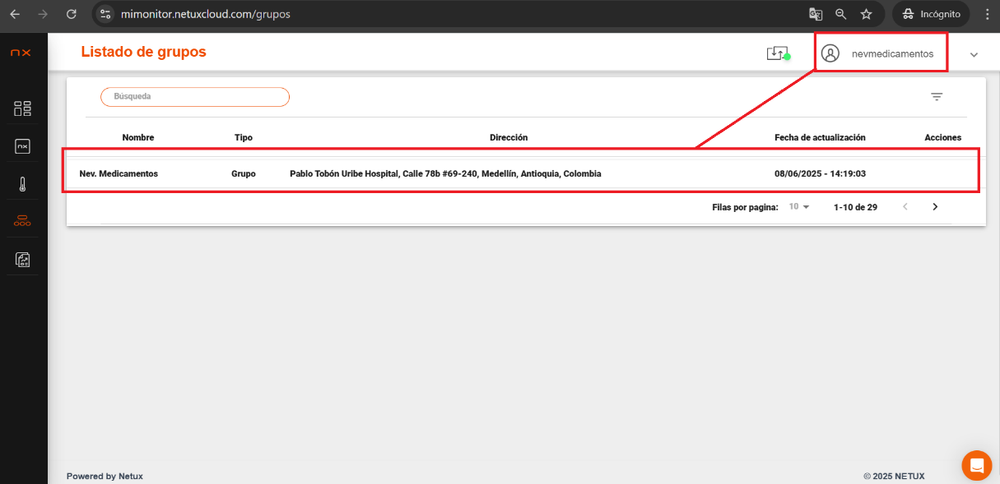 mimonitor.netuxcloud.com/grupos
Incógnito
nx
Listado de grupos
nevmedicamentos
Búsqueda
Nombre Tipo Dirección Fecha de actualización Acciones
Nev. Medicamentos Grupo Pablo Tobón Uribe Hospital, Calle 78b #69-240, Medellín, Antioquia, Colombia 08/06/2025 - 14:19:03
Filas por pagina: 10 1-10 de 29
nx
Powered by Netux © 2025 NETUX